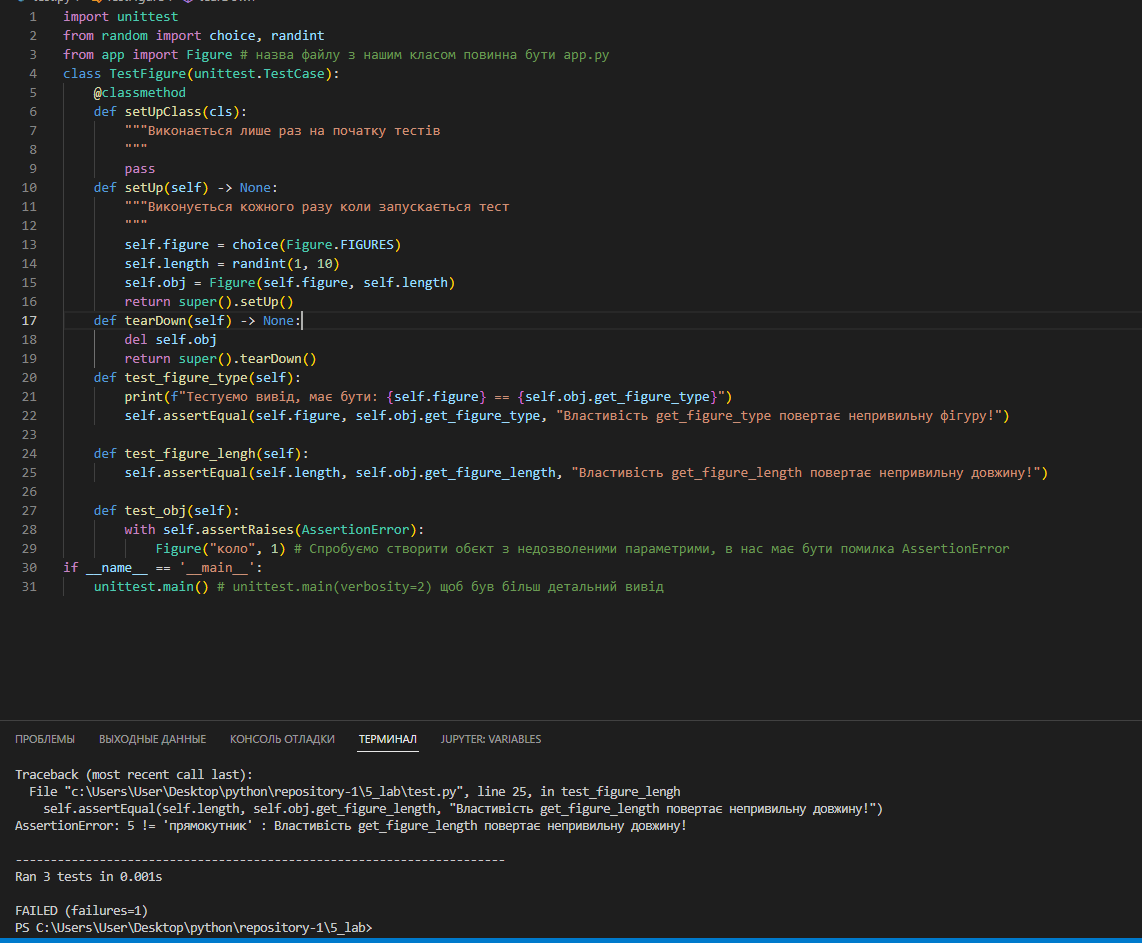 1 import unittest
2 from random import choice, randint
3 from app import Figure # назва файлу з нашим класом повинна бути app.py
4 class TestFigure(unittest.TestCase):
5 @classmethod
6 def setUpClass(cls):
7 """Виконається лише раз на початку тестів
8 """
9 pass
10 def setUp(self) -> None:
11 """Виконується кожного разу коли запускається тест
12 """
13 self.figure = choice(Figure.FIGURES)
14 self.length = randint(1, 10)
15 self.obj = Figure(self.figure, self.length)
16 return super().setUp()
17 def tearDown(self) -> None:
18 del self.obj
19 return super().tearDown()
20 def test_figure_type(self):
21 print(f"Тестуємо вивід, має бути: {self.figure} == {self.obj.get_figure_type}")
22 self.assertEqual(self.figure, self.obj.get_figure_type, "Властивість get_figure_type повертає непривильну фігуру!")
23
24 def test_figure_lengh(self):
25 self.assertEqual(self.length, self.obj.get_figure_length, "Властивість get_figure_length повертає непривильну довжину!")
26
27 def test_obj(self):
28 with self.assertRaises(AssertionError):
29 Figure("коло", 1) # Спробуємо створити обєкт з недозволеними параметрими, в нас має бути помилка AssertionError
30 if __name__ == '__main__':
31 unittest.main() # unittest.main(verbosity=2) щоб був більш детальний вивід
ПРОБЛЕМЫ ВЫХОДНЫЕ ДАННЫЕ КОНСОЛЬ ОТЛАДКИ ТЕРМИНАЛ JUPYTER: VARIABLES
Traceback (most recent call last):
File "c:\Users\User\Desktop\python\repository-1\5_lab\test.py", line 25, in test_figure_lengh
self.assertEqual(self.length, self.obj.get_figure_length, "Властивість get_figure_length повертає непривильну довжину!")
AssertionError: 5 != 'прямокутник' : Властивість get_figure_length повертає непривильну довжину!
----------------------------------------------------------------------
Ran 3 tests in 0.001s
FAILED (failures=1)
PS C:\Users\User\Desktop\python\repository-1\5_lab>